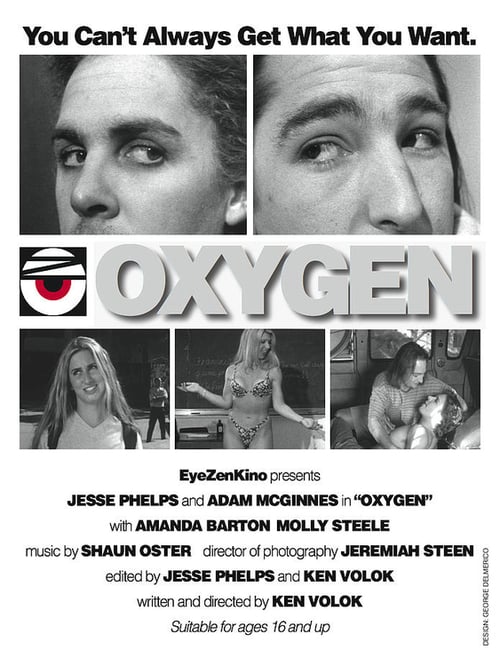 You Can't Always Get What You Want.
OXYGEN
EyeZenKino presents
JESSE PHELPS and ADAM MCGINNES in "OXYGEN"
with AMANDA BARTON MOLLY STEELE
music by SHAUN OSTER director of photography JEREMIAH STEEN
edited by JESSE PHELPS and KEN VOLOK
written and directed by KEN VOLOK
Suitable for ages 16 and up
DESIGN: GEORGE DELMERICO